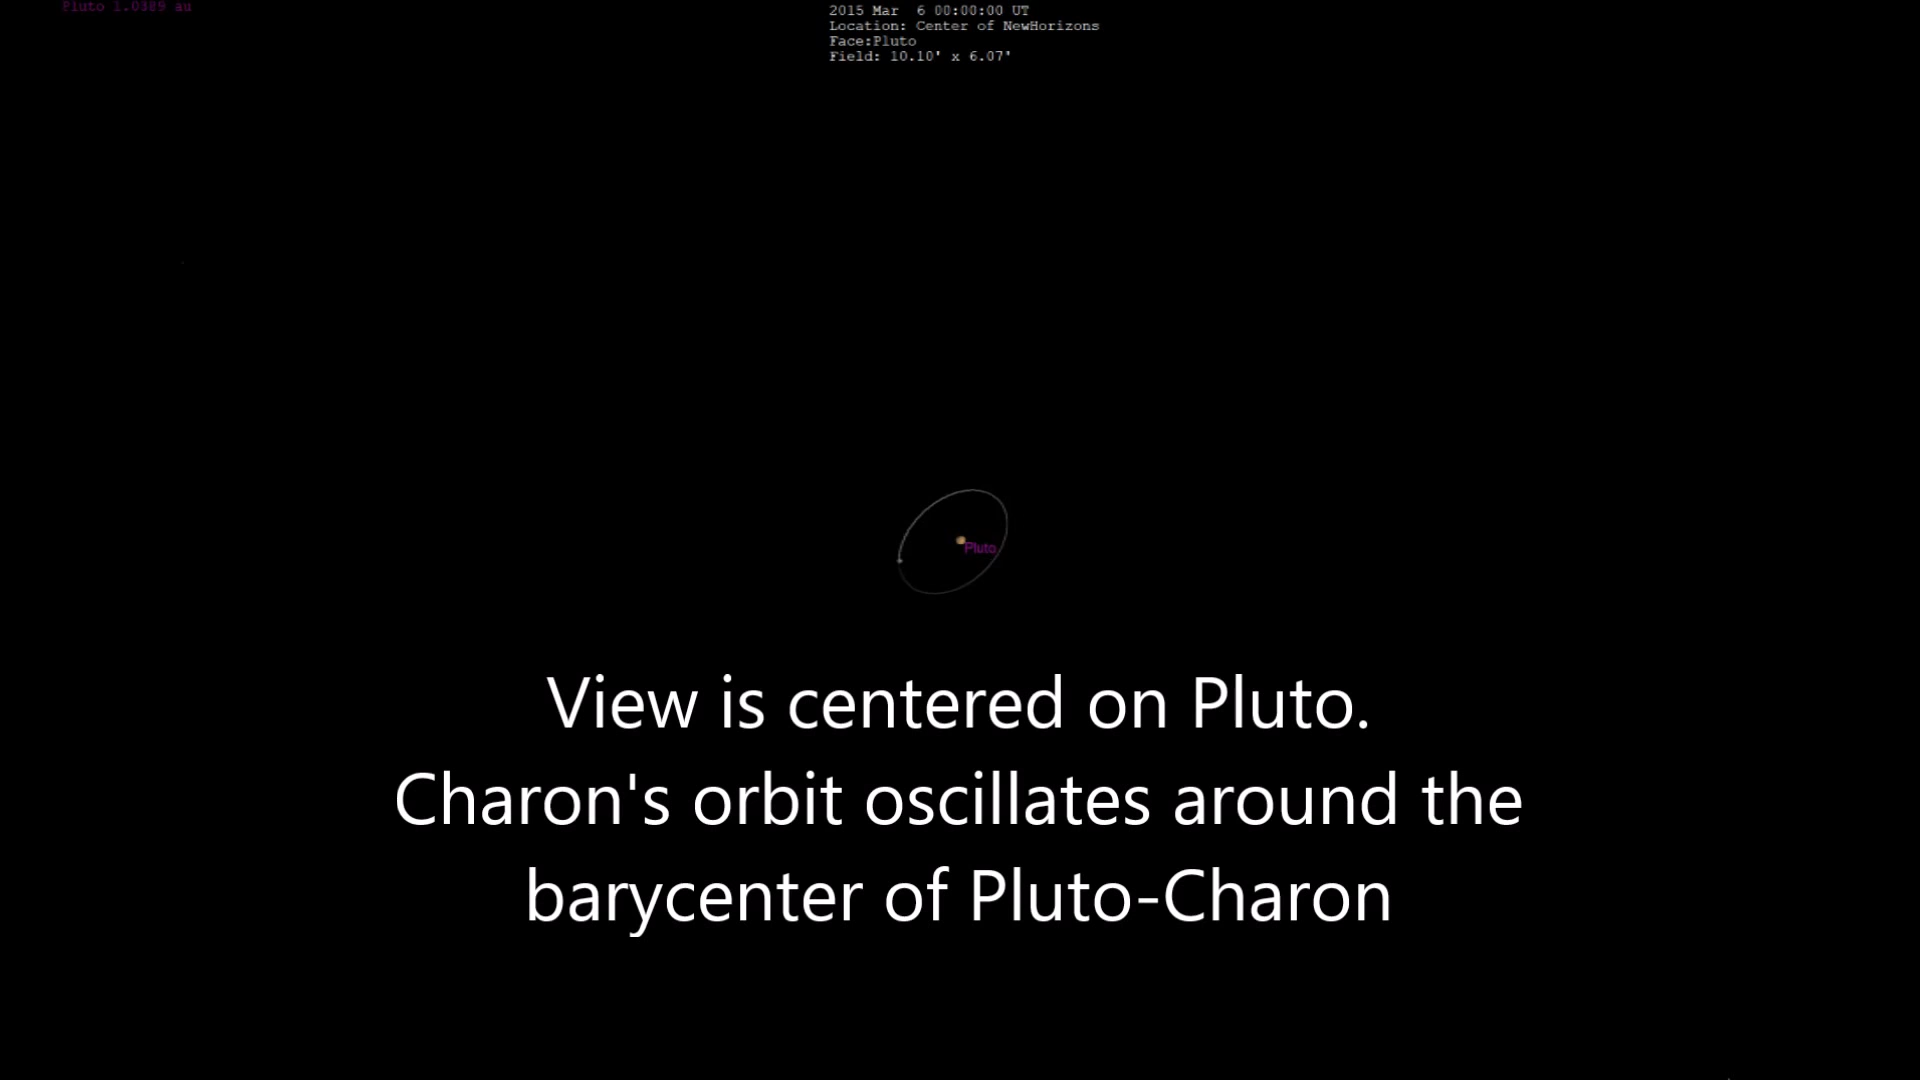 Pluto 1.0389 au
2015 Mar  6 00:00:00 UT
Location: Center of NewHorizons
Face:Pluto
Field: 10.10' x 6.07'
Pluto
View is centered on Pluto.
Charon's orbit oscillates around the
barycenter of Pluto-Charon